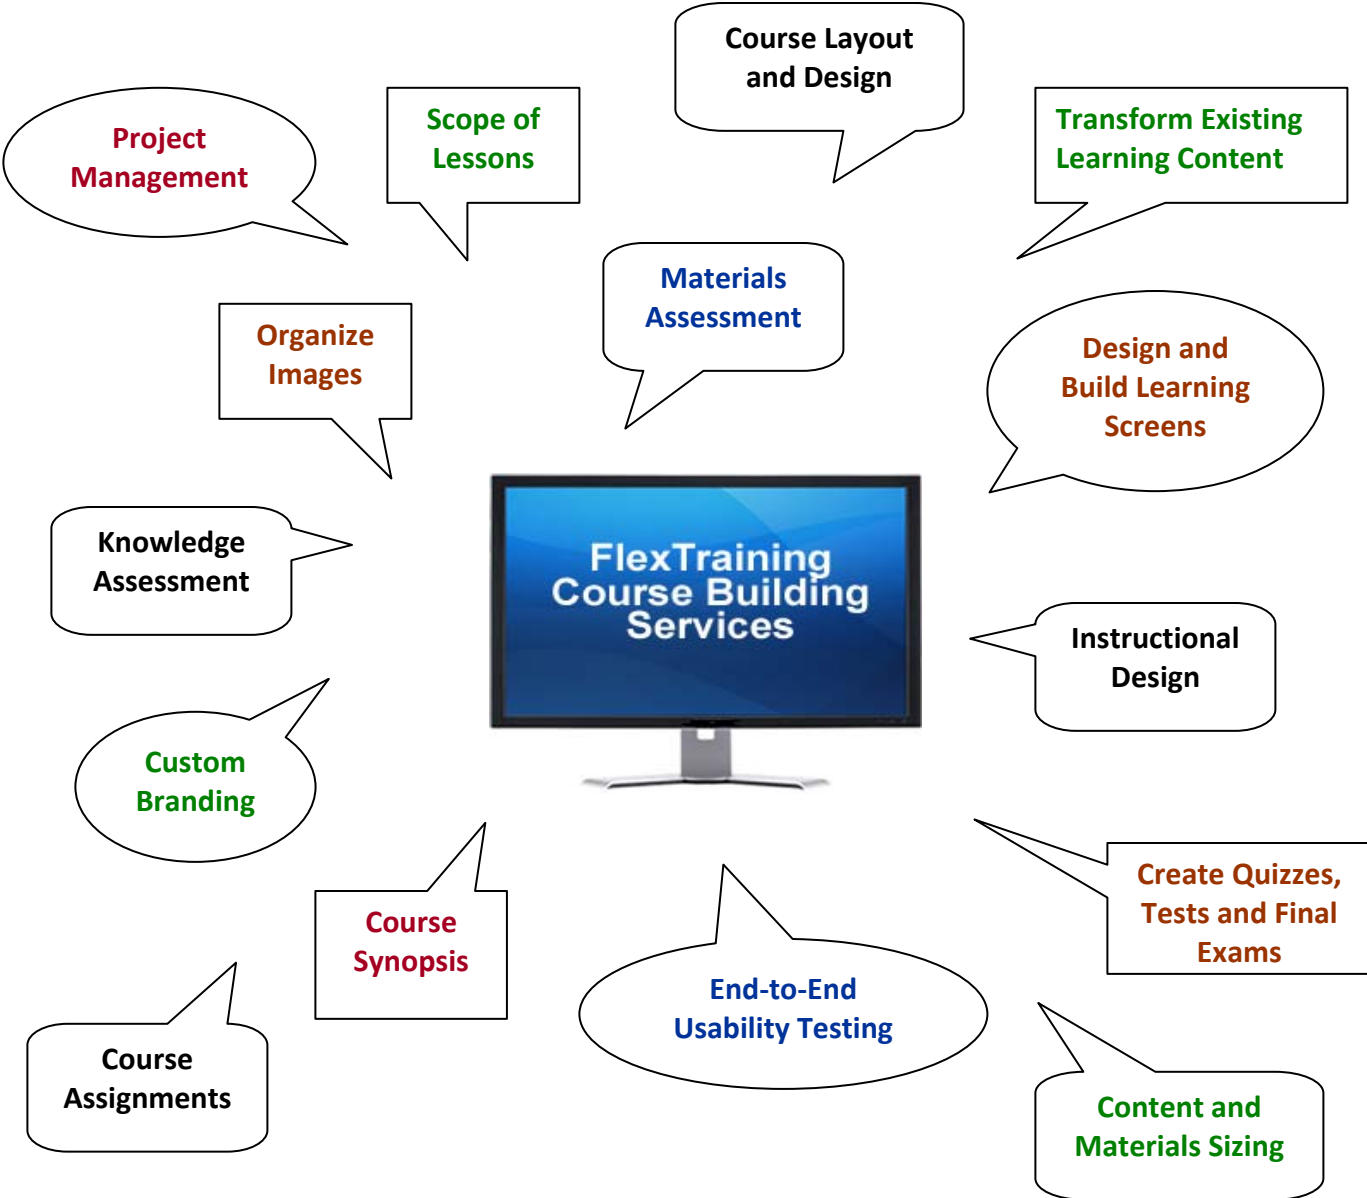 Course Layout
and Design
Project
Management
Scope of
Lessons
Transform Existing
Learning Content
Materials
Assessment
Organize
Images
Design and
Build Learning
Screens
Knowledge
Assessment
FlexTraining
Course Building
Services
Instructional
Design
Custom
Branding
Create Quizzes,
Tests and Final
Exams
Course
Synopsis
End-to-End
Usability Testing
Course
Assignments
Content and
Materials Sizing